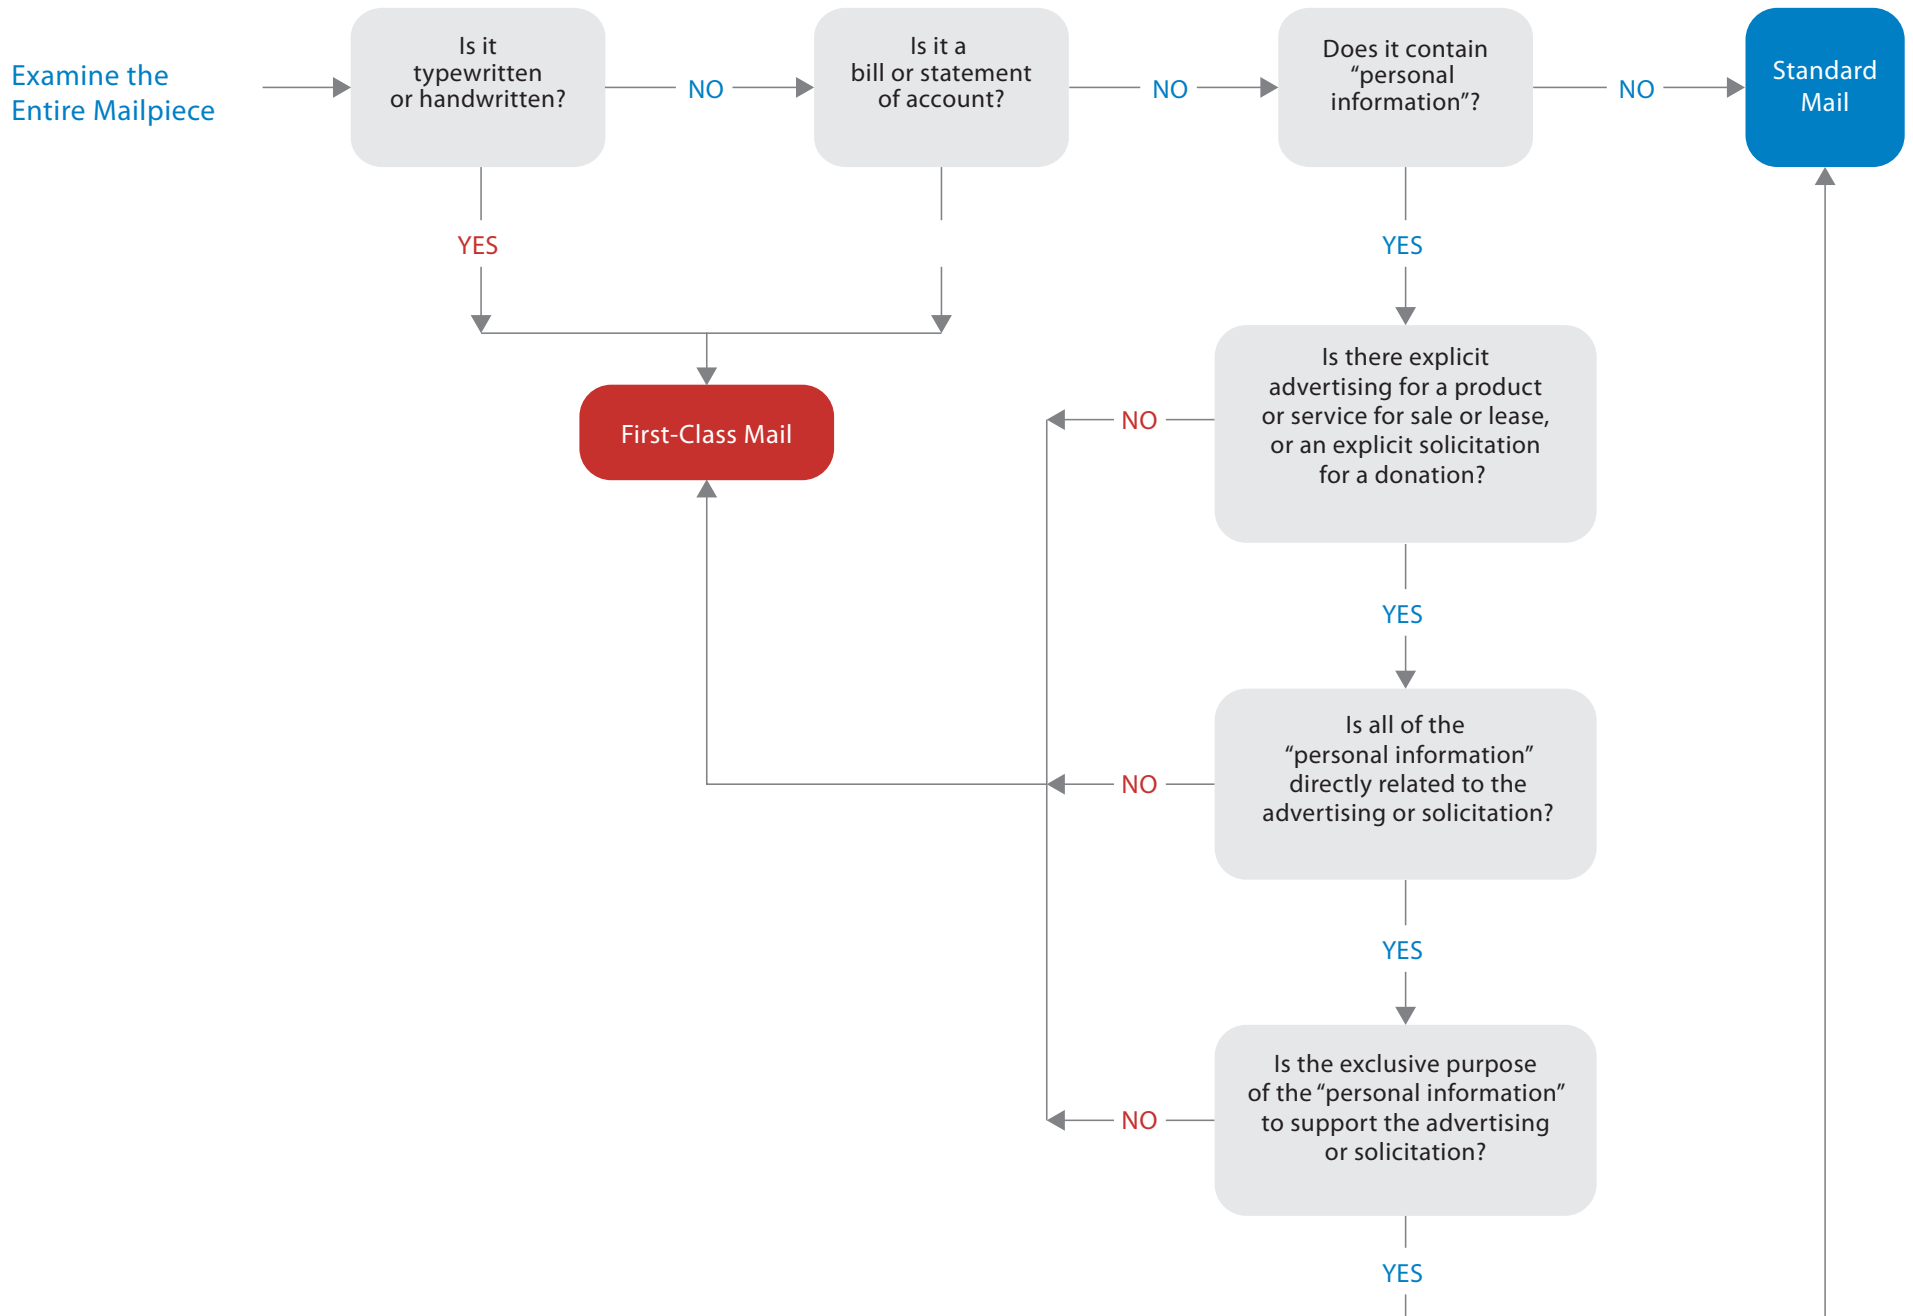 Examine the
Entire Mailpiece
Is it
typewritten
or handwritten?
NO
Is it a
bill or statement
of account?
NO
Does it contain
“personal
information”?
NO
Standard
Mail
YES
YES
First-Class Mail
NO
Is there explicit
advertising for a product
or service for sale or lease,
or an explicit solicitation
for a donation?
YES
NO
Is all of the
“personal information”
directly related to the
advertising or solicitation?
YES
NO
Is the exclusive purpose
of the “personal information”
to support the advertising
or solicitation?
YES